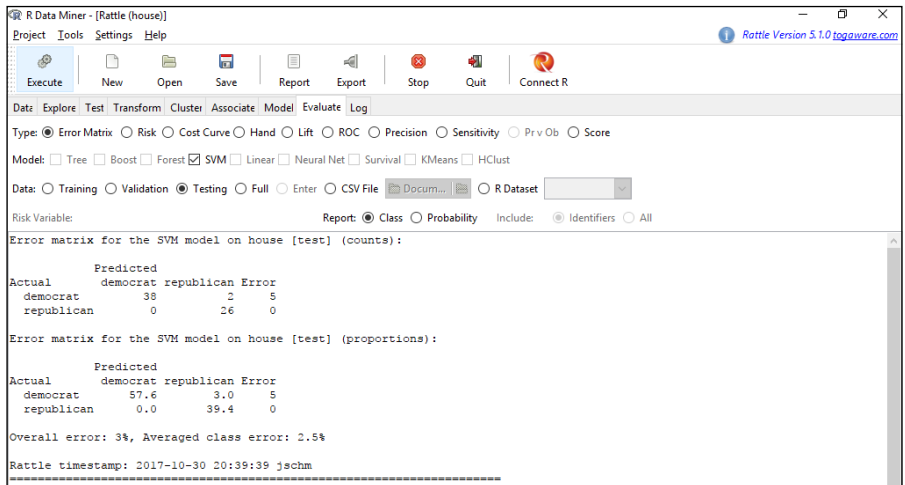 R Data Miner - [Rattle (house)]
Project Tools Settings Help
Rattle Version 5.1.0 togaware.com
Execute New Open Save Report Export Stop Quit Connect R
Data Explore Test Transform Cluster Associate Model Evaluate Log
Type: Error Matrix Risk Cost Curve Hand Lift ROC Precision Sensitivity Pr v Ob Score
Model: Tree Boost Forest SVM Linear Neural Net Survival KMeans HClust
Data: Training Validation Testing Full Enter CSV File Docum... R Dataset
Risk Variable: Report: Class Probability Include: Identifiers All
Error matrix for the SVM model on house [test] (counts):
Predicted
Actual democrat republican Error
democrat 38 2 5
republican 0 26 0
Error matrix for the SVM model on house [test] (proportions):
Predicted
Actual democrat republican Error
democrat 57.6 3.0 5
republican 0.0 39.4 0
Overall error: 3%, Averaged class error: 2.5%
Rattle timestamp: 2017-10-30 20:39:39 jschm
======================================================================